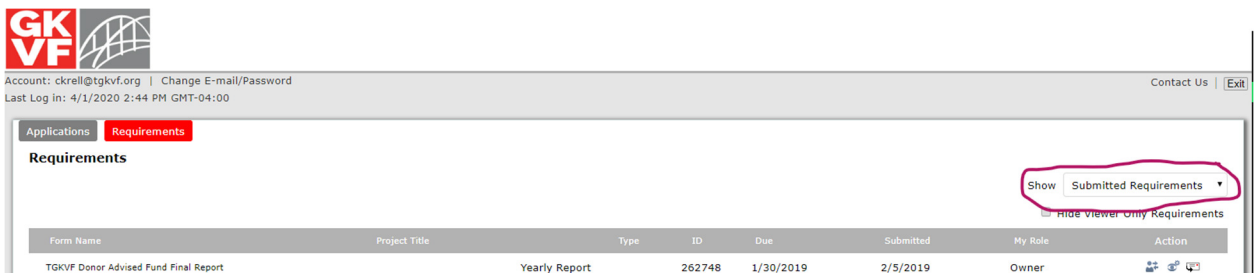 GK
VF
Account: ckrell@tgkvf.org | Change E-mail/Password
Contact Us | Exit
Last Log in: 4/1/2020 2:44 PM GMT-04:00
Applications Requirements
Requirements
Show Submitted Requirements
Hide Viewer Only Requirements
Form Name Project Title Type ID Due Submitted My Role Action
TGKVF Donor Advised Fund Final Report Yearly Report 262748 1/30/2019 2/5/2019 Owner